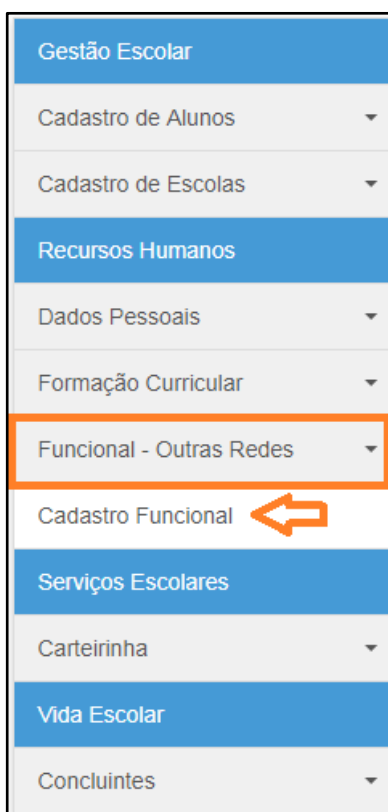 Gestão Escolar
Cadastro de Alunos
Cadastro de Escolas
Recursos Humanos
Dados Pessoais
Formação Curricular
Funcional - Outras Redes
Cadastro Funcional
Serviços Escolares
Carteirinha
Vida Escolar
Concluintes